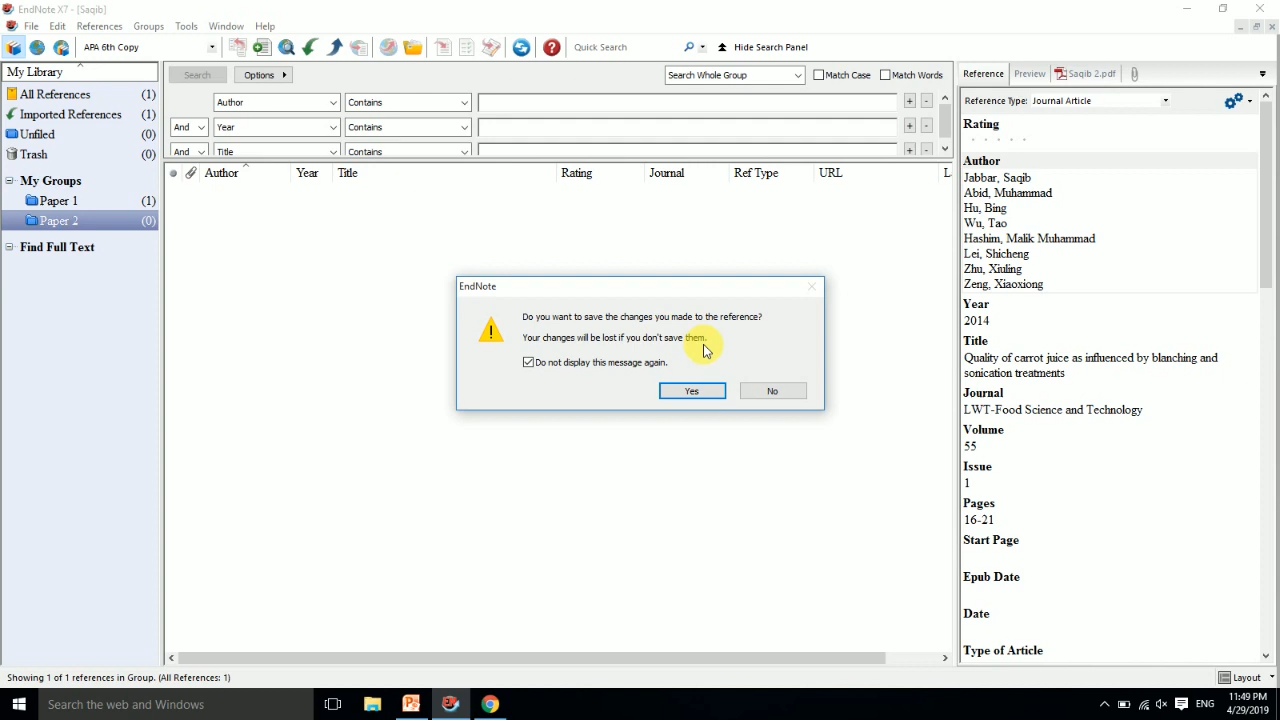 EndNote X7 - [Saqib]
File Edit References Groups Tools Window Help
APA 6th Copy
Quick Search
Hide Search Panel
My Library
All References (1)
Imported References (1)
Unfiled (0)
Trash (0)
My Groups
Paper 1 (1)
Paper 2 (0)
Find Full Text
Search Options Search Whole Group Match Case Match Words
Author Contains + -
And Year Contains + -
And Title Contains + -
Author Year Title Rating Journal Ref Type URL L
EndNote
Do you want to save the changes you made to the reference?
Your changes will be lost if you don't save them.
Do not display this message again.
Yes No
Reference Preview Saqib 2.pdf
Reference Type: Journal Article
Rating
Author
Jabbar, Saqib
Abid, Muhammad
Hu, Bing
Wu, Tao
Hashim, Malik Muhammad
Lei, Shicheng
Zhu, Xiuling
Zeng, Xiaoxiong
Year
2014
Title
Quality of carrot juice as influenced by blanching and
sonication treatments
Journal
LWT-Food Science and Technology
Volume
55
Issue
1
Pages
16-21
Start Page
Epub Date
Date
Type of Article
Showing 1 of 1 references in Group. (All References: 1)
Layout
Search the web and Windows
ENG
11:49 PM
4/29/2019